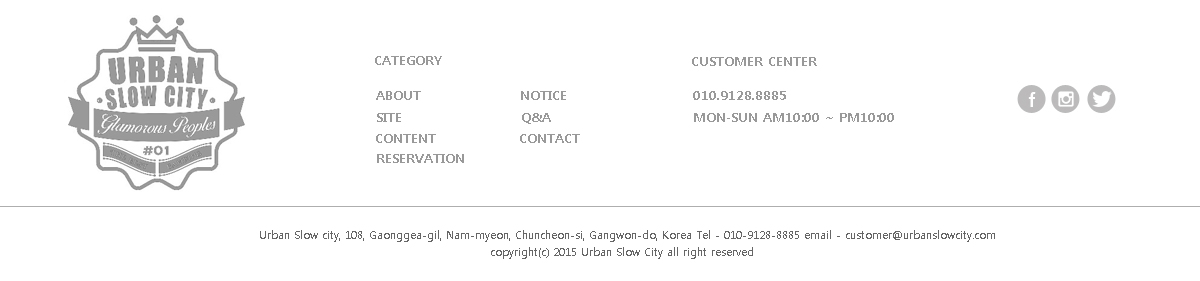 URBAN
SLOW CITY
Glamorous Peoples
#01
CATEGORY
ABOUT
SITE
CONTENT
RESERVATION
NOTICE
Q&A
CONTACT
CUSTOMER CENTER
010.9128.8885
MON-SUN AM10:00 ~ PM10:00
Urban Slow city, 108, Gaonggea-gil, Nam-myeon, Chuncheon-si, Gangwon-do, Korea Tel - 010-9128-8885 email - customer@urbanslowcity.com
copyright(c) 2015 Urban Slow City all right reserved